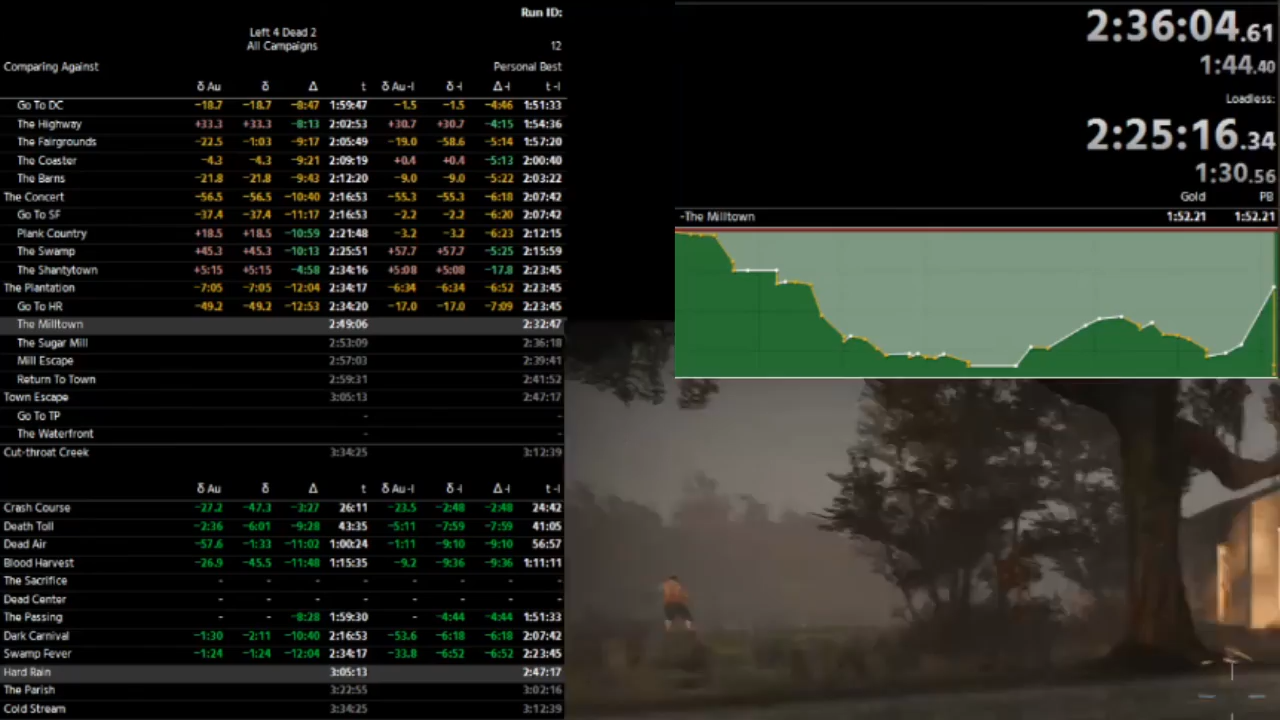 Run ID:
Left 4 Dead 2
All Campaigns
12
Comparing Against Personal Best
δ Au δ Δ t δ Au -l δ -l Δ -l t -l
Go To DC −18.7 −18.7 −8:47 1:59:47 −1.5 −1.5 −4:46 1:51:33
The Highway +33.3 +33.3 −8:13 2:02:53 +30.7 +30.7 −4:15 1:54:36
The Fairgrounds −22.5 −1:03 −9:17 2:05:49 −19.0 −58.6 −5:14 1:57:20
The Coaster −4.3 −4.3 −9:21 2:09:19 +0.4 +0.4 −5:13 2:00:40
The Barns −21.8 −21.8 −9:43 2:12:20 −9.0 −9.0 −5:22 2:03:22
The Concert −56.5 −56.5 −10:40 2:16:53 −55.3 −55.3 −6:18 2:07:42
Go To SF −37.4 −37.4 −11:17 2:16:53 −2.2 −2.2 −6:20 2:07:42
Plank Country +18.5 +18.5 −10:59 2:21:48 −3.2 −3.2 −6:23 2:12:15
The Swamp +45.3 +45.3 −10:13 2:25:51 +57.7 +57.7 −5:25 2:15:59
The Shantytown +5:15 +5:15 −4:58 2:34:16 +5:08 +5:08 −17.8 2:23:45
The Plantation −7:05 −7:05 −12:04 2:34:17 −6:34 −6:34 −6:52 2:23:45
Go To HR −49.2 −49.2 −12:53 2:34:20 −17.0 −17.0 −7:09 2:23:45
The Milltown 2:49:06 2:32:47
The Sugar Mill 2:53:09 2:36:18
Mill Escape 2:57:03 2:39:41
Return To Town 2:59:31 2:41:52
Town Escape 3:05:13 2:47:17
Go To TP - -
The Waterfront - -
Cut-throat Creek 3:34:25 3:12:39
δ Au δ Δ t δ Au -l δ -l Δ -l t -l
Crash Course −27.2 −47.3 −3:27 26:11 −23.5 −2:48 −2:48 24:42
Death Toll −2:36 −6:01 −9:28 43:35 −5:11 −7:59 −7:59 41:05
Dead Air −57.6 −1:33 −11:02 1:00:24 −1:11 −9:10 −9:10 56:57
Blood Harvest −26.9 −45.5 −11:48 1:15:35 −9.2 −9:36 −9:36 1:11:11
The Sacrifice - - - - - - - -
Dead Center - - - - - - - -
The Passing - - −8:28 1:59:30 - −4:44 −4:44 1:51:33
Dark Carnival −1:30 −2:11 −10:40 2:16:53 −53.6 −6:18 −6:18 2:07:42
Swamp Fever −1:24 −1:24 −12:04 2:34:17 −33.8 −6:52 −6:52 2:23:45
Hard Rain 3:05:13 2:47:17
The Parish 3:22:55 3:02:16
Cold Stream 3:34:25 3:12:39
2:36:04.61
1:44.40
Loadless:
2:25:16.34
1:30.56
Gold PB
-The Milltown 1:52.21 1:52.21